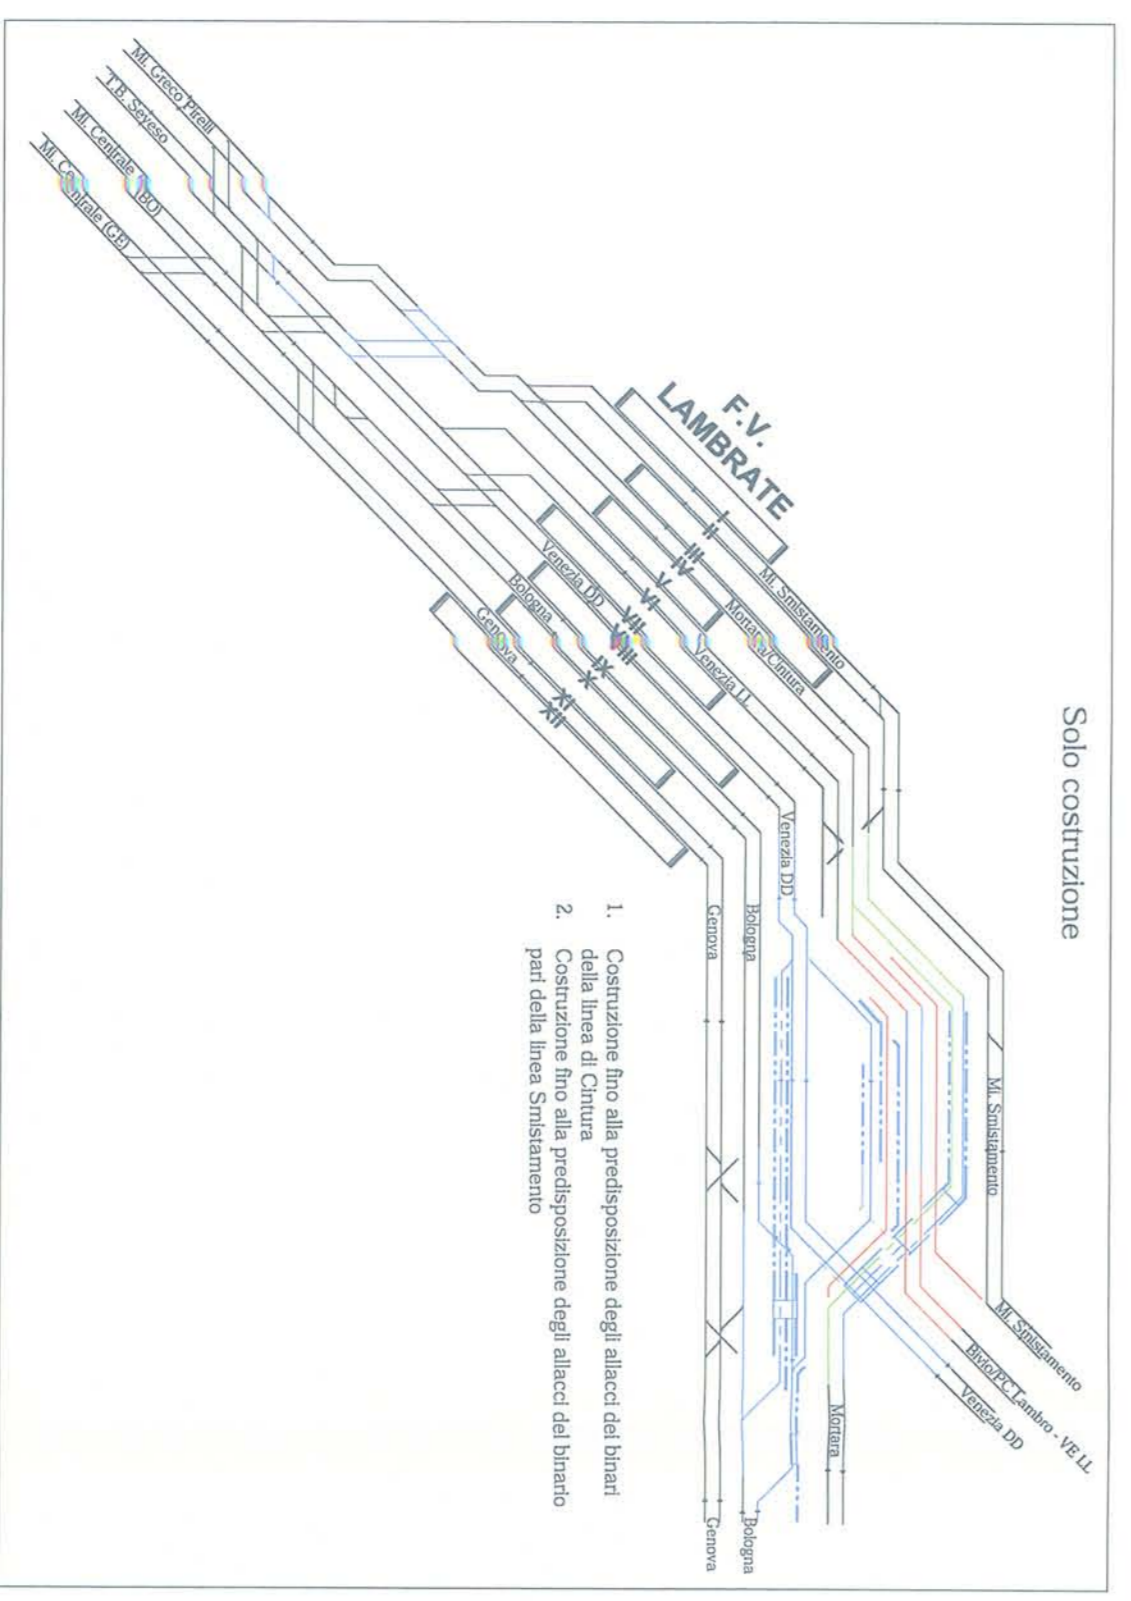 Solo costruzione
Mi. Greco Pirelli
T.B. Seveso
Mi. Centrale (BO)
Mi. Centrale (GE)
F.V.
LAMBRATE
I
II
III
IV
V
VI
VII
VIII
IX
X
XI
XII
Mi. Smistamento
Mortara/Cintura
Venezia LL
Venezia DD
Bologna
Genova
Venezia DD
Bologna
Genova
Mi. Smistamento
Mi. Smistamento
Bivio/PC Lambro - VE LL
Venezia DD
Mortara
Bologna
Genova
1. Costruzione fino alla predisposizione degli allacci dei binari
della linea di Cintura
2. Costruzione fino alla predisposizione degli allacci del binario
pari della linea Smistamento